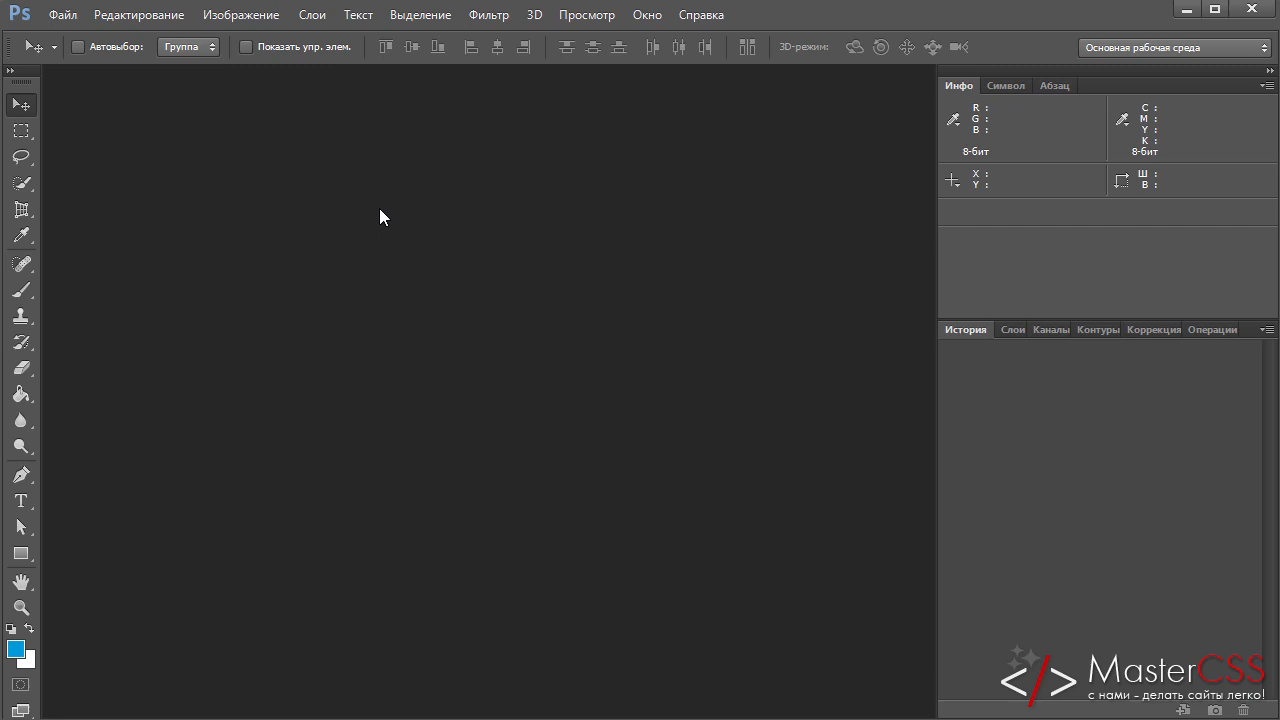 Ps Файл Редактирование Изображение Слои Текст Выделение Фильтр 3D Просмотр Окно Справка
Автовыбор: Группа Показать упр. элем. 3D-режим: Основная рабочая среда
Инфо Символ Абзац
R : C :
G : M :
B : Y :
K :
8-бит 8-бит
X : Ш :
Y : В :
История Слои Каналы Контуры Коррекция Операции
T
</> MasterCSS
с нами - делать сайты легко!